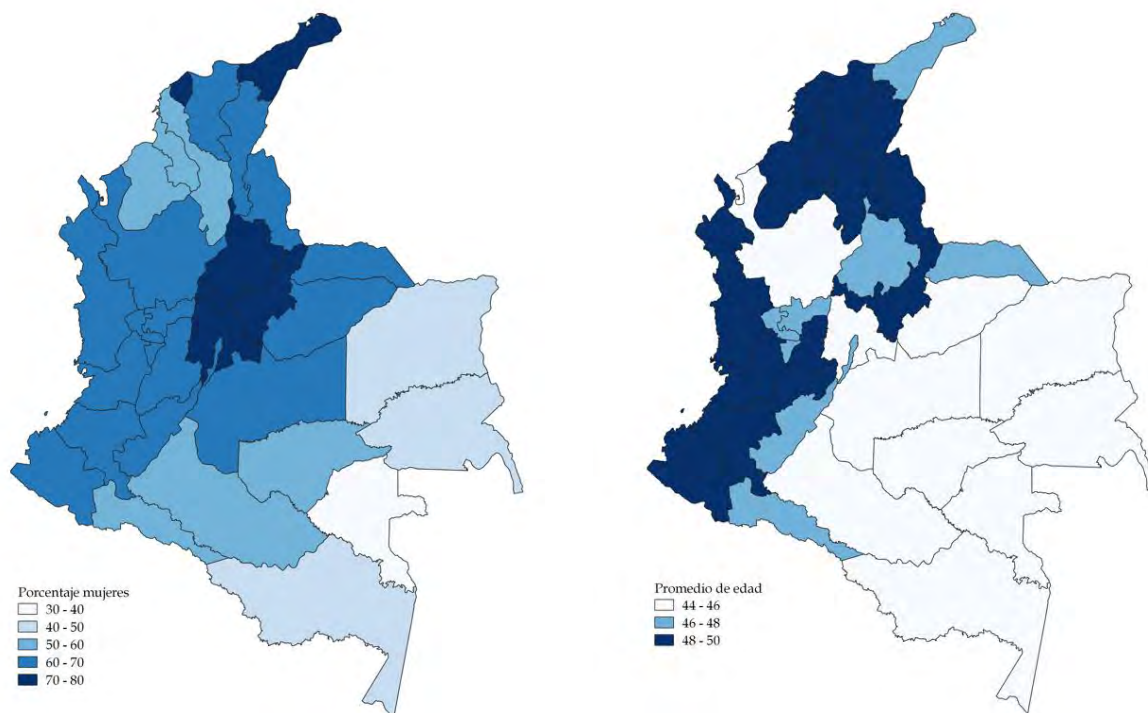 Porcentaje mujeres
30 - 40
40 - 50
50 - 60
60 - 70
70 - 80
Promedio de edad
44 - 46
46 - 48
48 - 50